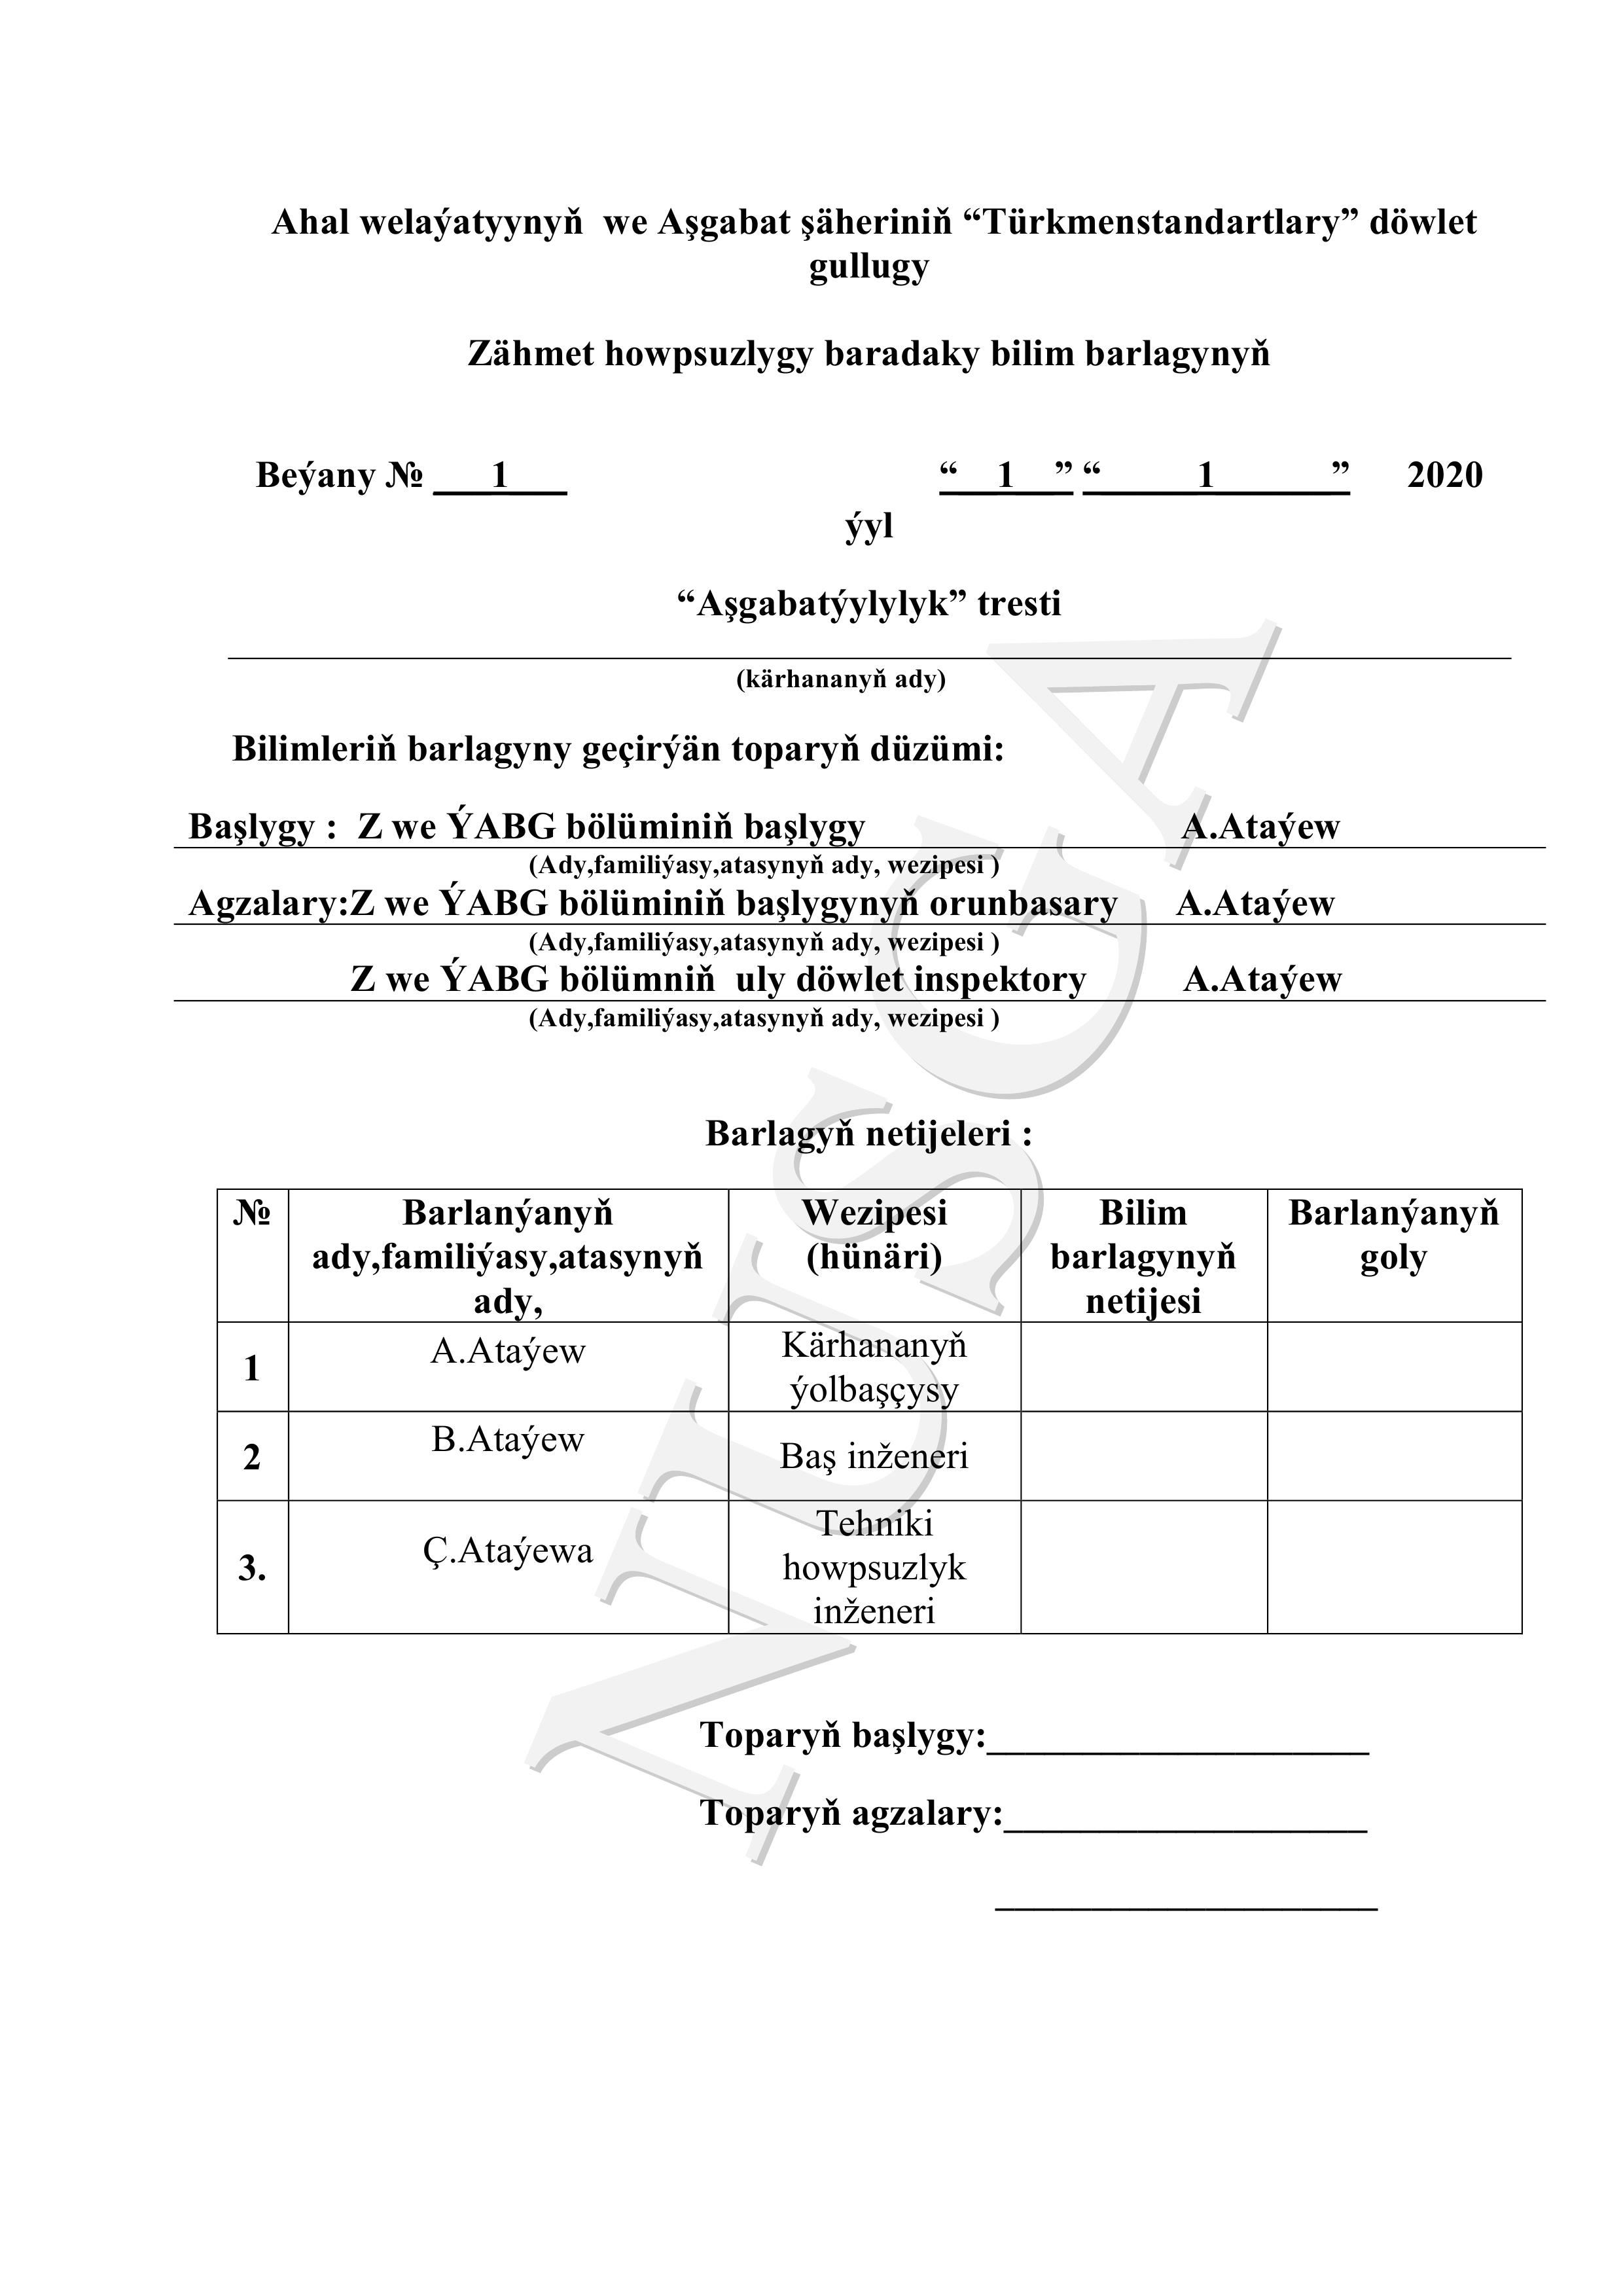 Ahal welaýatyynyň  we Aşgabat şäheriniň “Türkmenstandartlary” döwlet
gullugy
Zähmet howpsuzlygy baradaky bilim barlagynyň
Beýany № ___1___ “__1__” “_____1______” 2020
ýyl
“Aşgabatýylylyk” tresti
(kärhananyň ady)
Bilimleriň barlagyny geçirýän toparyň düzümi:
Başlygy :  Z we ÝABG bölüminiň başlygy A.Ataýew
(Ady,familiýasy,atasynyň ady, wezipesi )
Agzalary:Z we ÝABG bölüminiň başlygynyň orunbasary A.Ataýew
(Ady,familiýasy,atasynyň ady, wezipesi )
Z we ÝABG bölümniň  uly döwlet inspektory A.Ataýew
(Ady,familiýasy,atasynyň ady, wezipesi )
Barlagyň netijeleri :
№ Barlanýanyň Wezipesi Bilim Barlanýanyň
ady,familiýasy,atasynyň (hünäri) barlagynyň goly
ady, netijesi
1 A.Ataýew Kärhananyň
ýolbaşçysy
2 B.Ataýew Baş inženeri
3. Ç.Ataýewa Tehniki
howpsuzlyk
inženeri
Toparyň başlygy:____________________
Toparyň agzalary:___________________
____________________
NUSGA